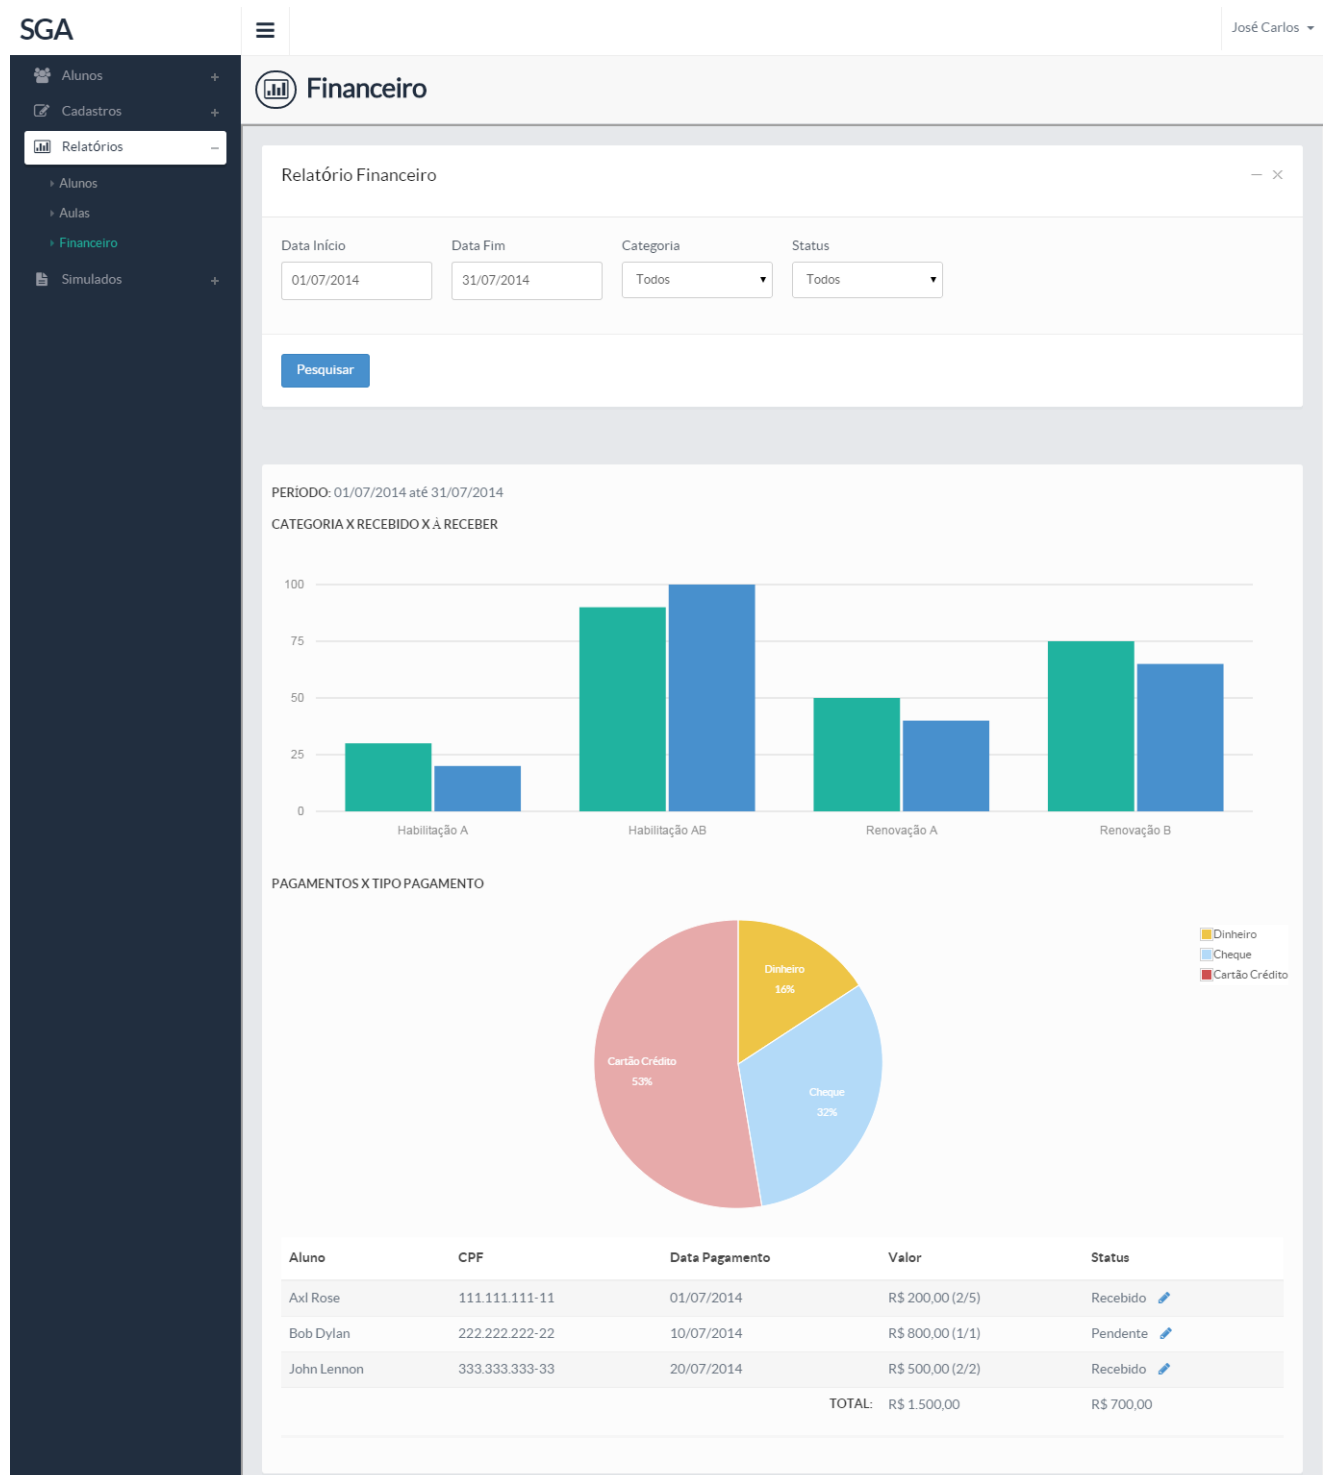 SGA
José Carlos
Alunos +
Cadastros +
Relatórios –
Alunos
Aulas
Financeiro
Simulados +
Financeiro
Relatório Financeiro
Data Início Data Fim Categoria Status
01/07/2014 31/07/2014 Todos Todos
Pesquisar
PERÍODO: 01/07/2014 até 31/07/2014
CATEGORIA X RECEBIDO X À RECEBER
100
75
50
25
0
Habilitação A Habilitação AB Renovação A Renovação B
PAGAMENTOS X TIPO PAGAMENTO
Dinheiro
16%
Cartão Crédito
53%
Cheque
32%
Dinheiro
Cheque
Cartão Crédito
Aluno CPF Data Pagamento Valor Status
Axl Rose 111.111.111-11 01/07/2014 R$ 200,00 (2/5) Recebido
Bob Dylan 222.222.222-22 10/07/2014 R$ 800,00 (1/1) Pendente
John Lennon 333.333.333-33 20/07/2014 R$ 500,00 (2/2) Recebido
TOTAL: R$ 1.500,00 R$ 700,00